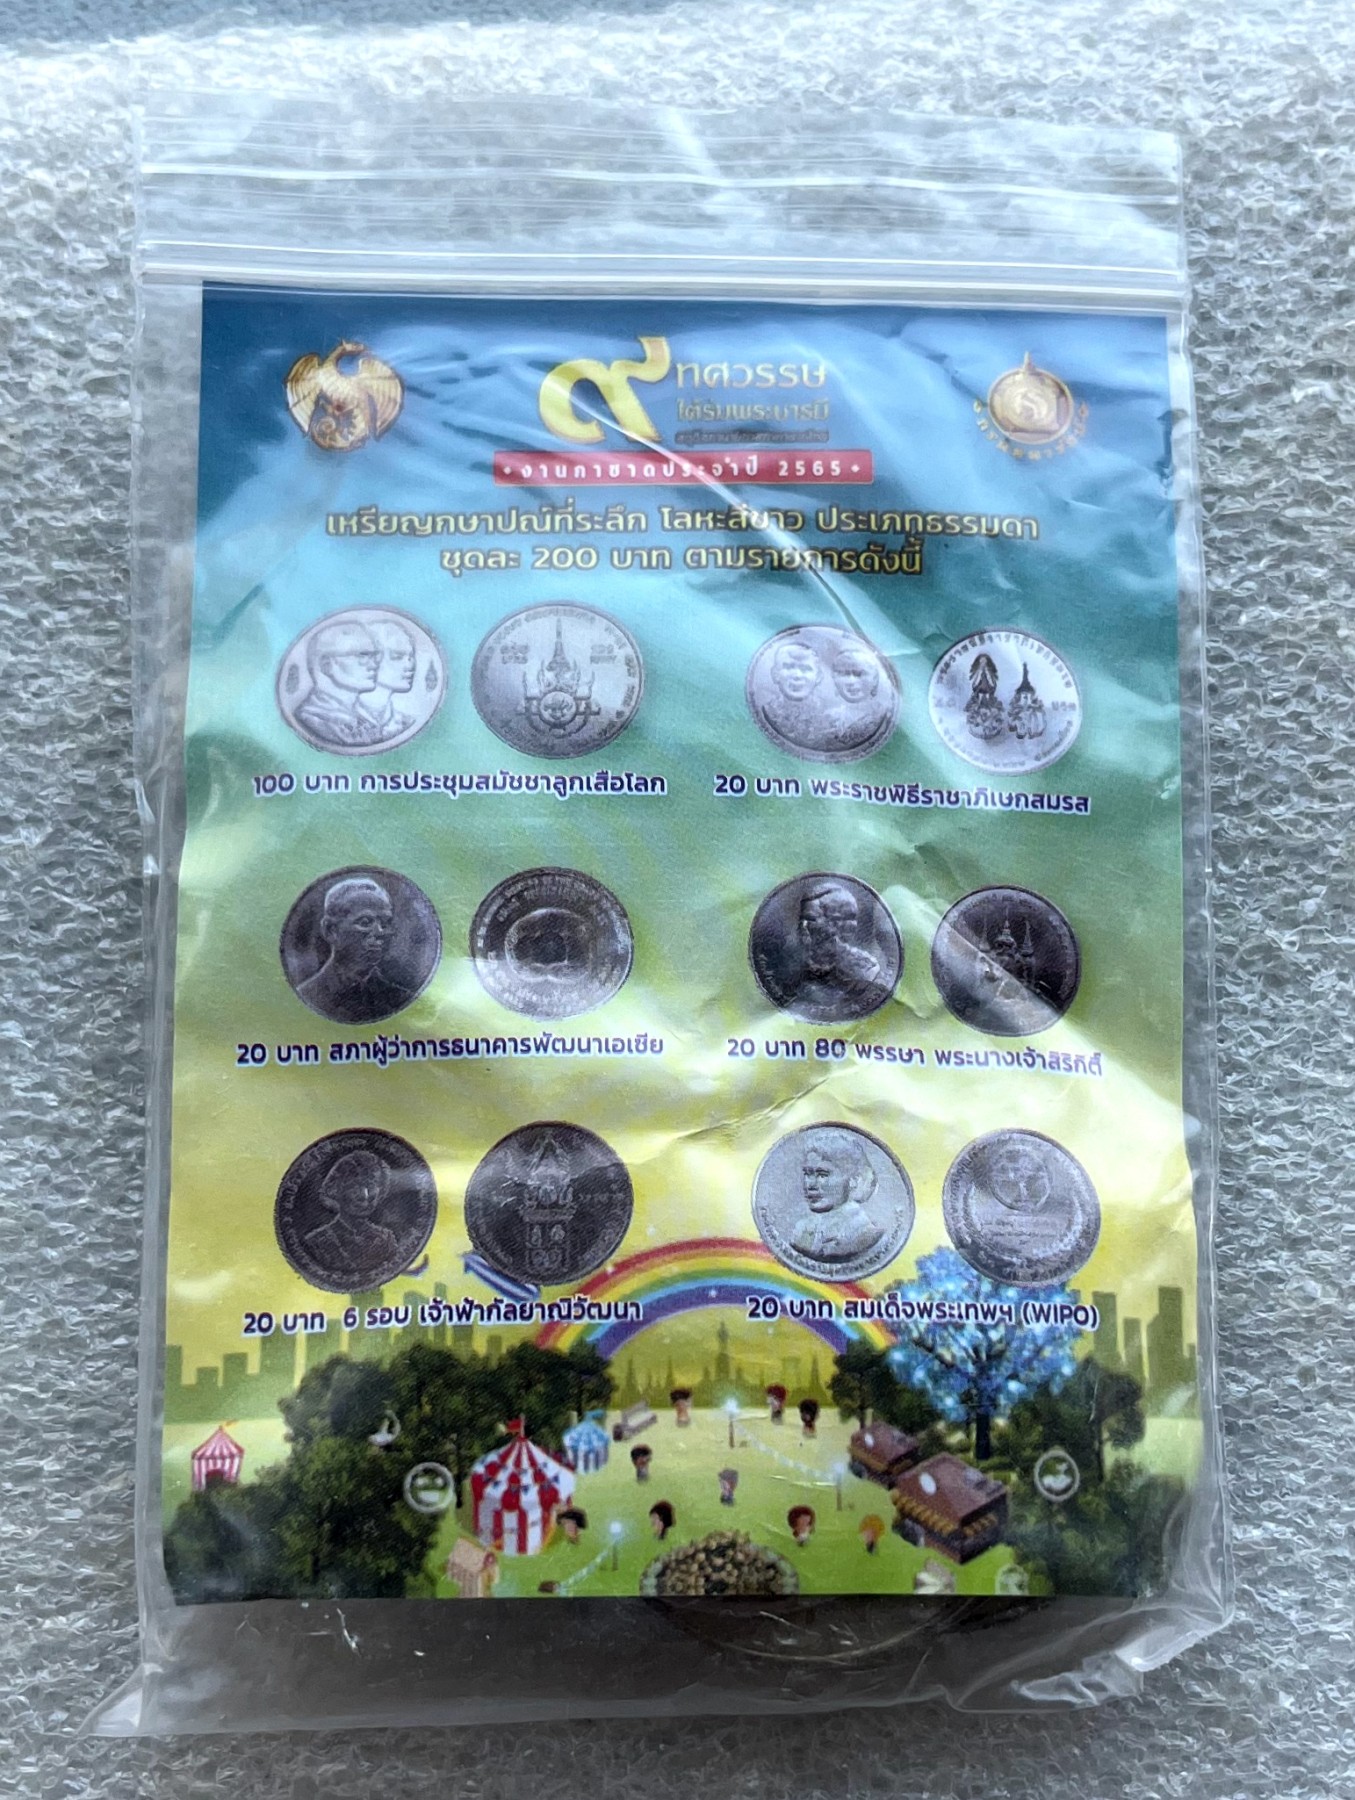 ๙ ทศวรรษ
ใต้ร่มพระบารมี
• งานกาชาดประจำปี 2565 •
เหรียญกษาปณ์ที่ระลึก โลหะสีขาว ประเภทธรรมดา
ชุดละ 200 บาท ตามรายการดังนี้
100 บาท การประชุมสมัชชาลูกเสือโลก
20 บาท พระราชพิธีราชาภิเษกสมรส
20 บาท สภาผู้ว่าการธนาคารพัฒนาเอเชีย
20 บาท 80 พรรษา พระนางเจ้าสิริกิติ์
20 บาท 6 รอบ เจ้าฟ้ากัลยาณิวัฒนา
20 บาท สมเด็จพระเทพฯ (WIPO)